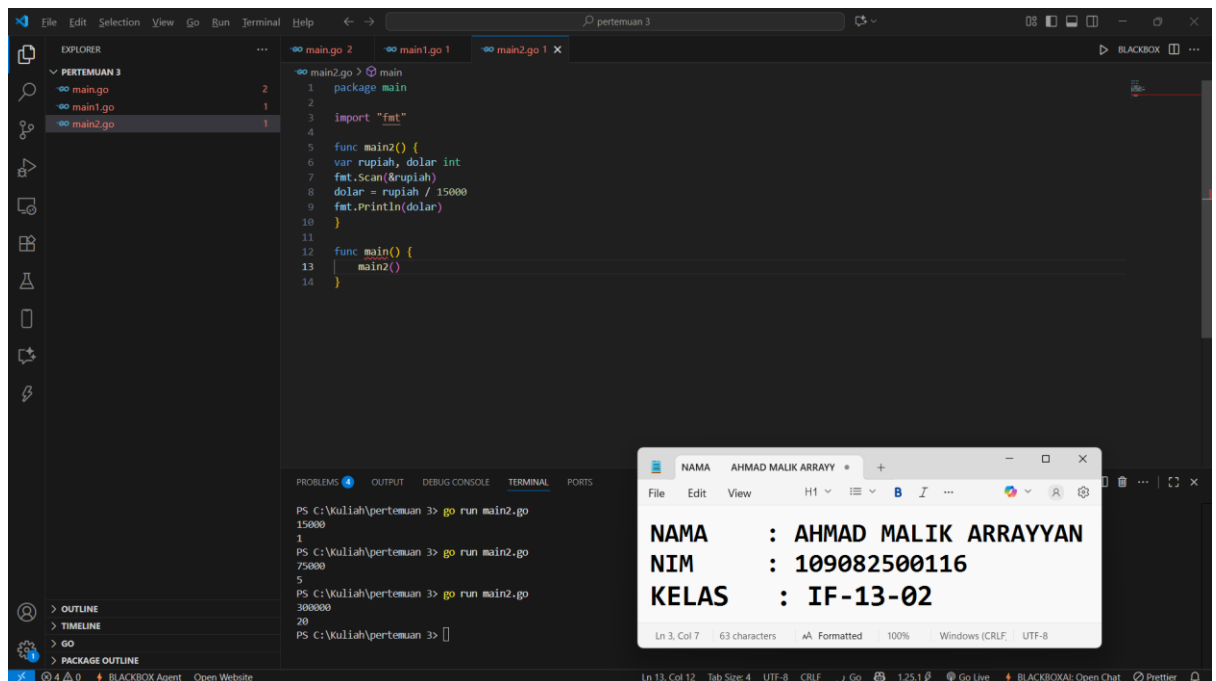 File Edit Selection View Go Run Terminal Help
pertemuan 3
EXPLORER
PERTEMUAN 3
main.go 2
main1.go 1
main2.go 1
OUTLINE
TIMELINE
GO
PACKAGE OUTLINE
main.go 2 main1.go 1 main2.go 1
BLACKBOX
main2.go > main
1 package main
2
3 import "fmt"
4
5 func main2() {
6 var rupiah, dolar int
7 fmt.Scan(&rupiah)
8 dolar = rupiah / 15000
9 fmt.Println(dolar)
10 }
11
12 func main() {
13 main2()
14 }
PROBLEMS 4 OUTPUT DEBUG CONSOLE TERMINAL PORTS
PS C:\Kuliah\pertemuan 3> go run main2.go
15000
1
PS C:\Kuliah\pertemuan 3> go run main2.go
75000
5
PS C:\Kuliah\pertemuan 3> go run main2.go
300000
20
PS C:\Kuliah\pertemuan 3>
NAMA AHMAD MALIK ARRAYY
File Edit View H1 B I ...
NAMA : AHMAD MALIK ARRAYYAN
NIM : 109082500116
KELAS : IF-13-02
Ln 3, Col 7 63 characters Formatted 100% Windows (CRLF) UTF-8
4 0 BLACKBOX Agent Open Website Ln 13, Col 12 Tab Size: 4 UTF-8 CRLF Go 1.25.1 Go Live BLACKBOXAI: Open Chat Prettier